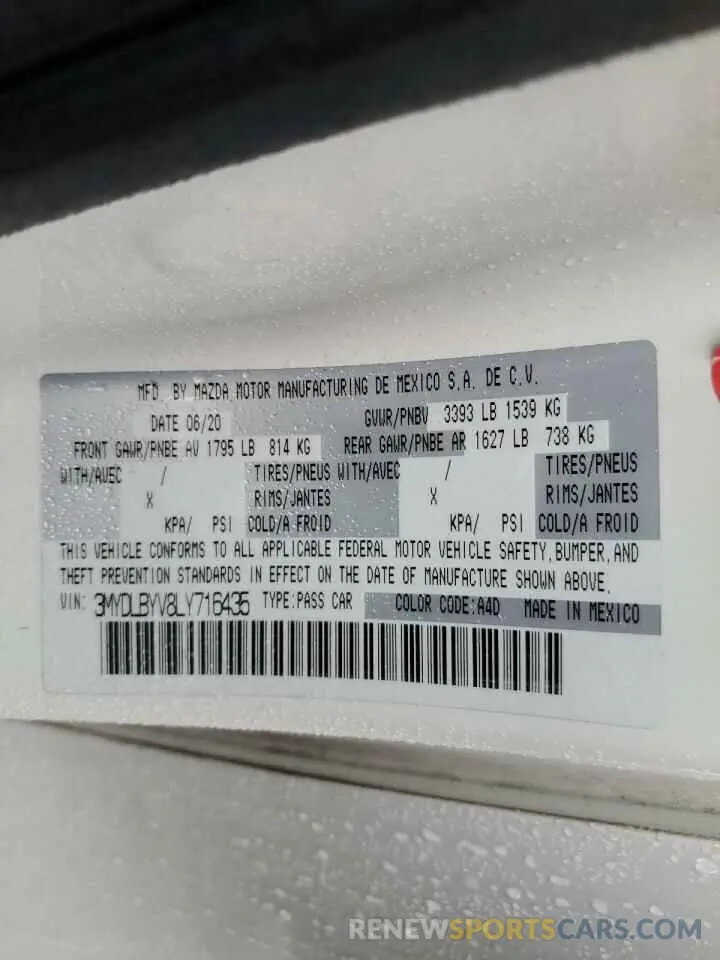 MFD. BY MAZDA MOTOR MANUFACTURING DE MEXICO S.A. DE C.V.
DATE 06/20 GVWR/PNBV 3393 LB 1539 KG
FRONT GAWR/PNBE AV 1795 LB 814 KG REAR GAWR/PNBE AR 1627 LB 738 KG
WITH/AVEC / TIRES/PNEUS WITH/AVEC / TIRES/PNEUS
X RIMS/JANTES X RIMS/JANTES
KPA/ PSI COLD/A FROID KPA/ PSI COLD/A FROID
THIS VEHICLE CONFORMS TO ALL APPLICABLE FEDERAL MOTOR VEHICLE SAFETY, BUMPER, AND
THEFT PREVENTION STANDARDS IN EFFECT ON THE DATE OF MANUFACTURE SHOWN ABOVE.
VIN: 3MYDLBYV8LY716435 TYPE:PASS CAR COLOR CODE:A4D MADE IN MEXICO
RENEWSPORTSCARS.COM